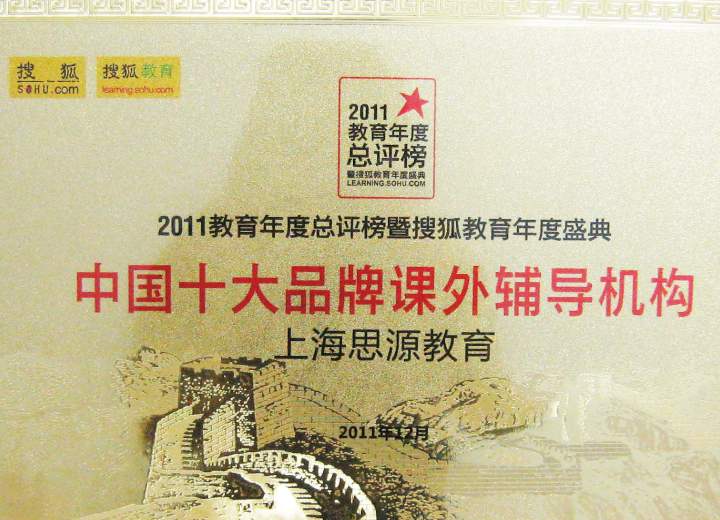 搜狐 搜狐教育
SOHU.com learning.sohu.com
2011
教育年度
总评榜
暨搜狐教育年度盛典
LEARNING.SOHU.COM
2011教育年度总评榜暨搜狐教育年度盛典
中国十大品牌课外辅导机构
上海思源教育
2011年12月